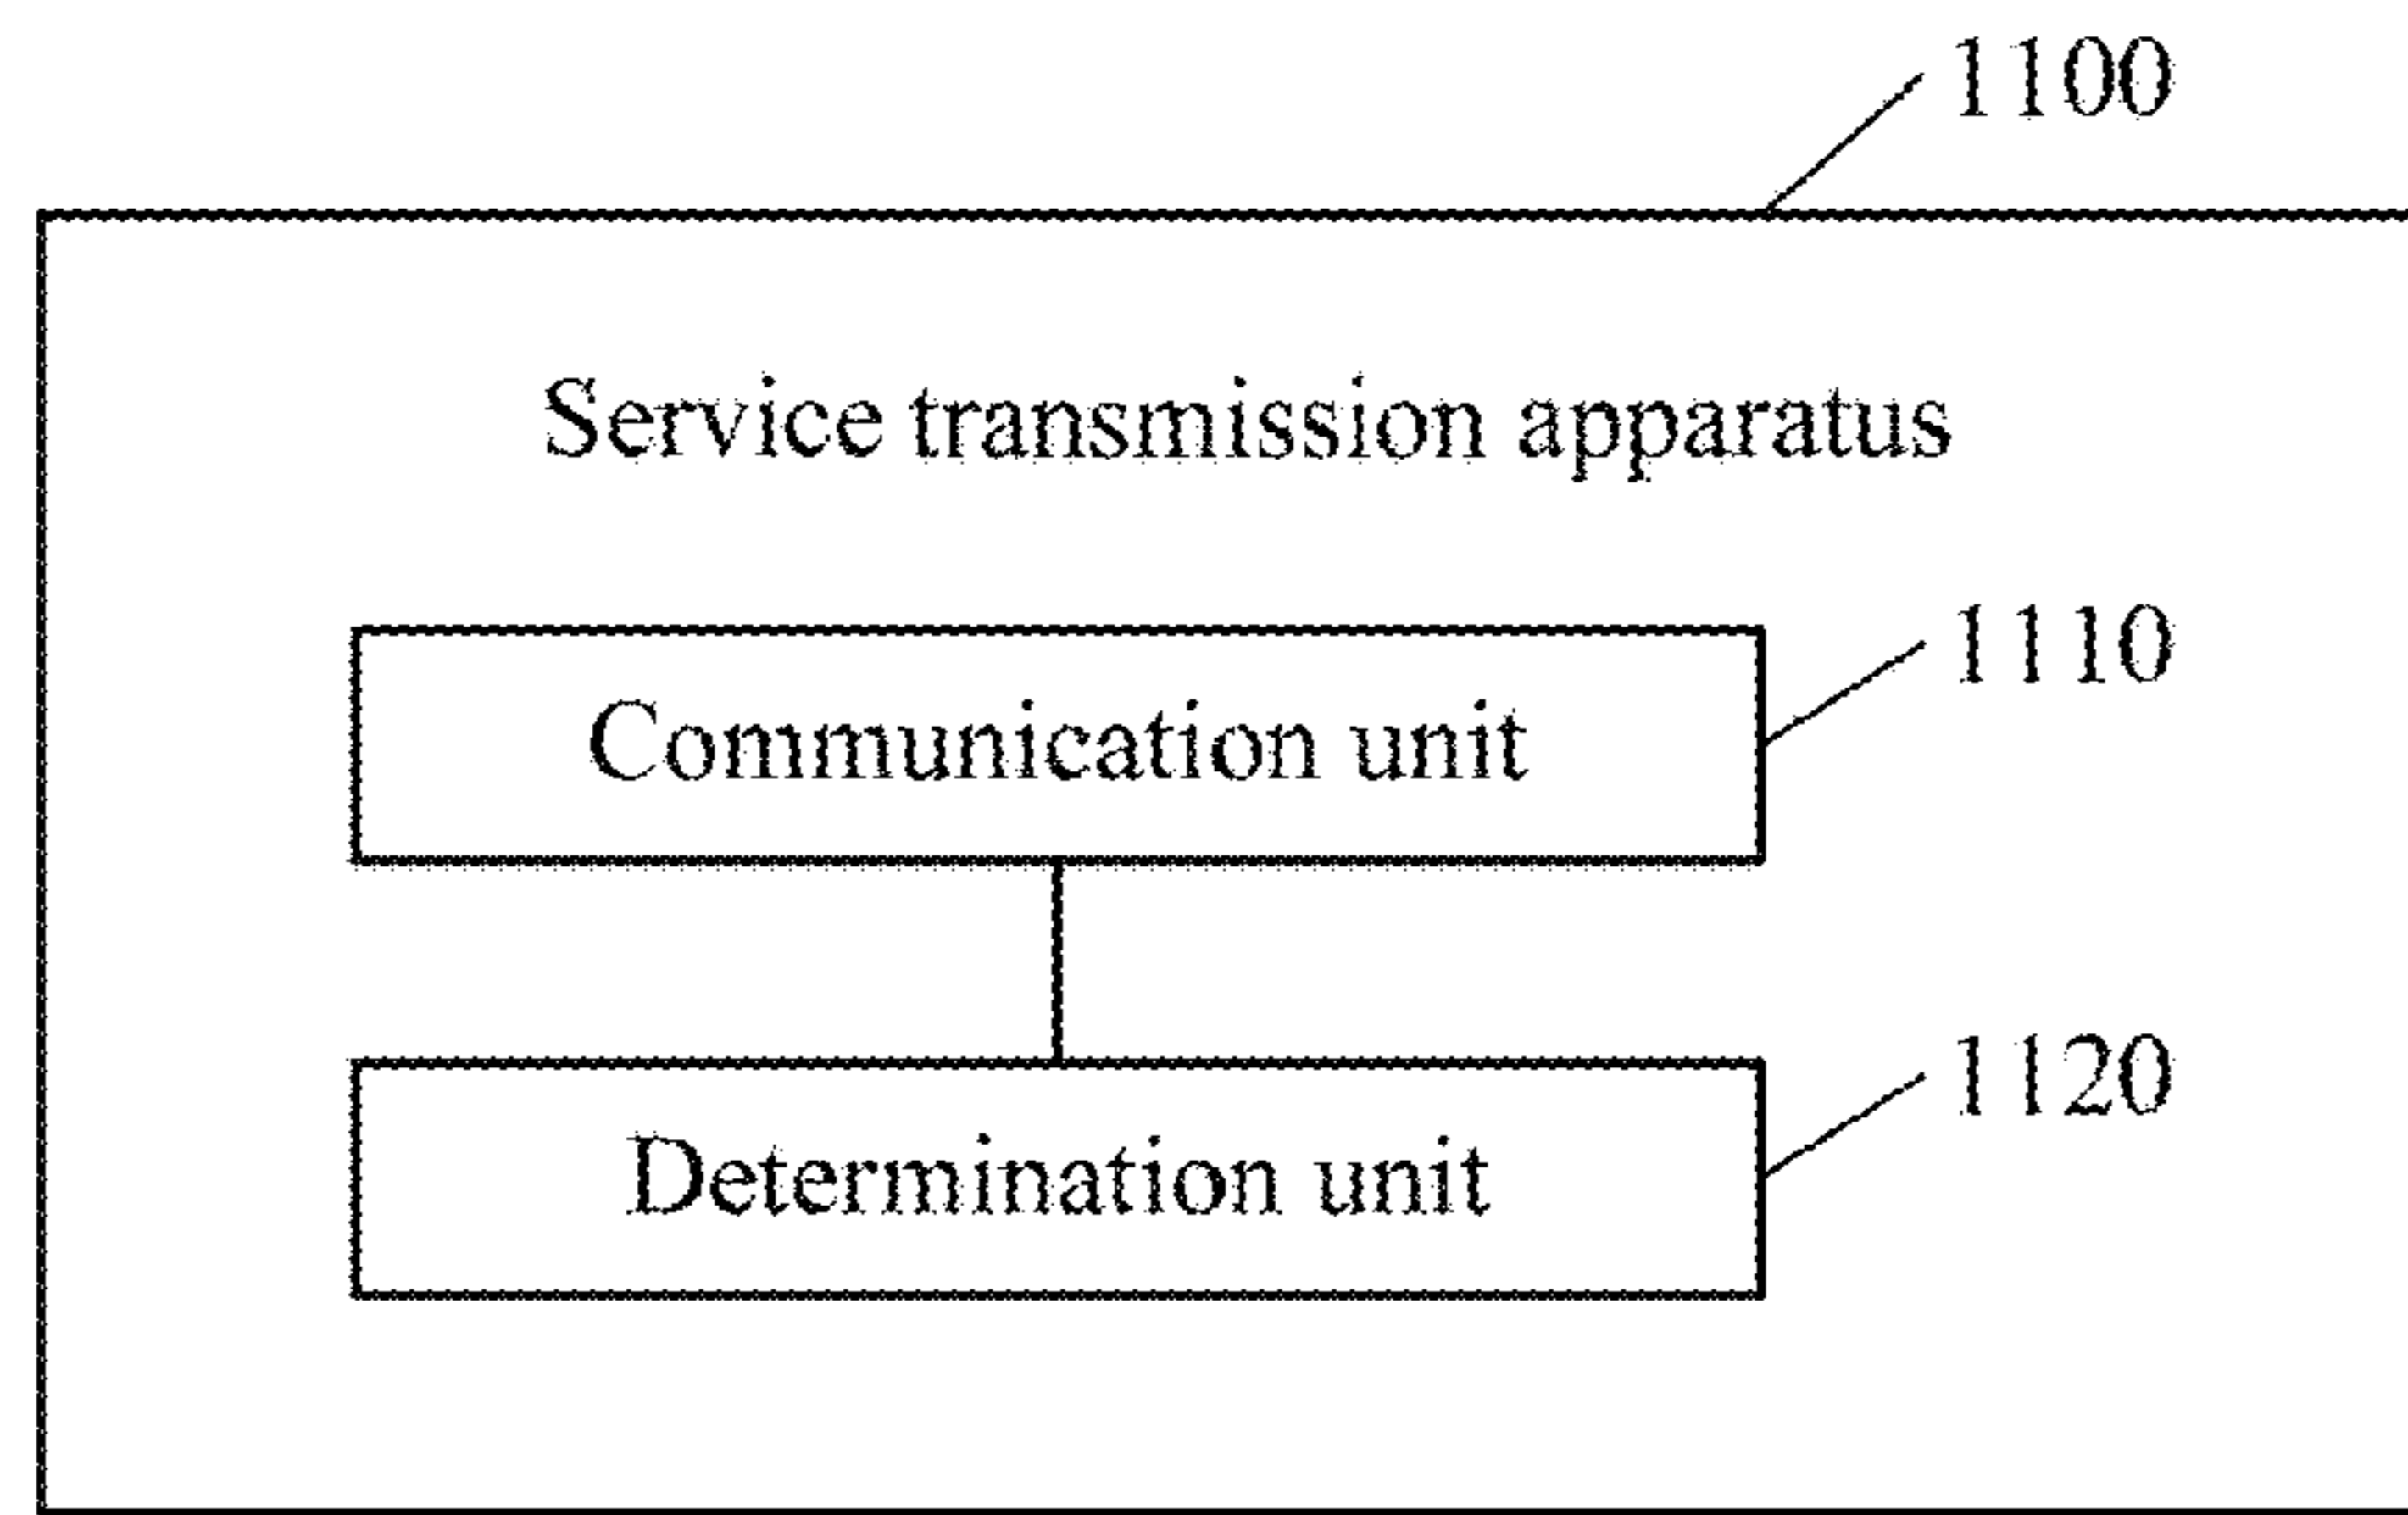 1100
Service transmission apparatus
1110
Communication unit
1120
Determination unit